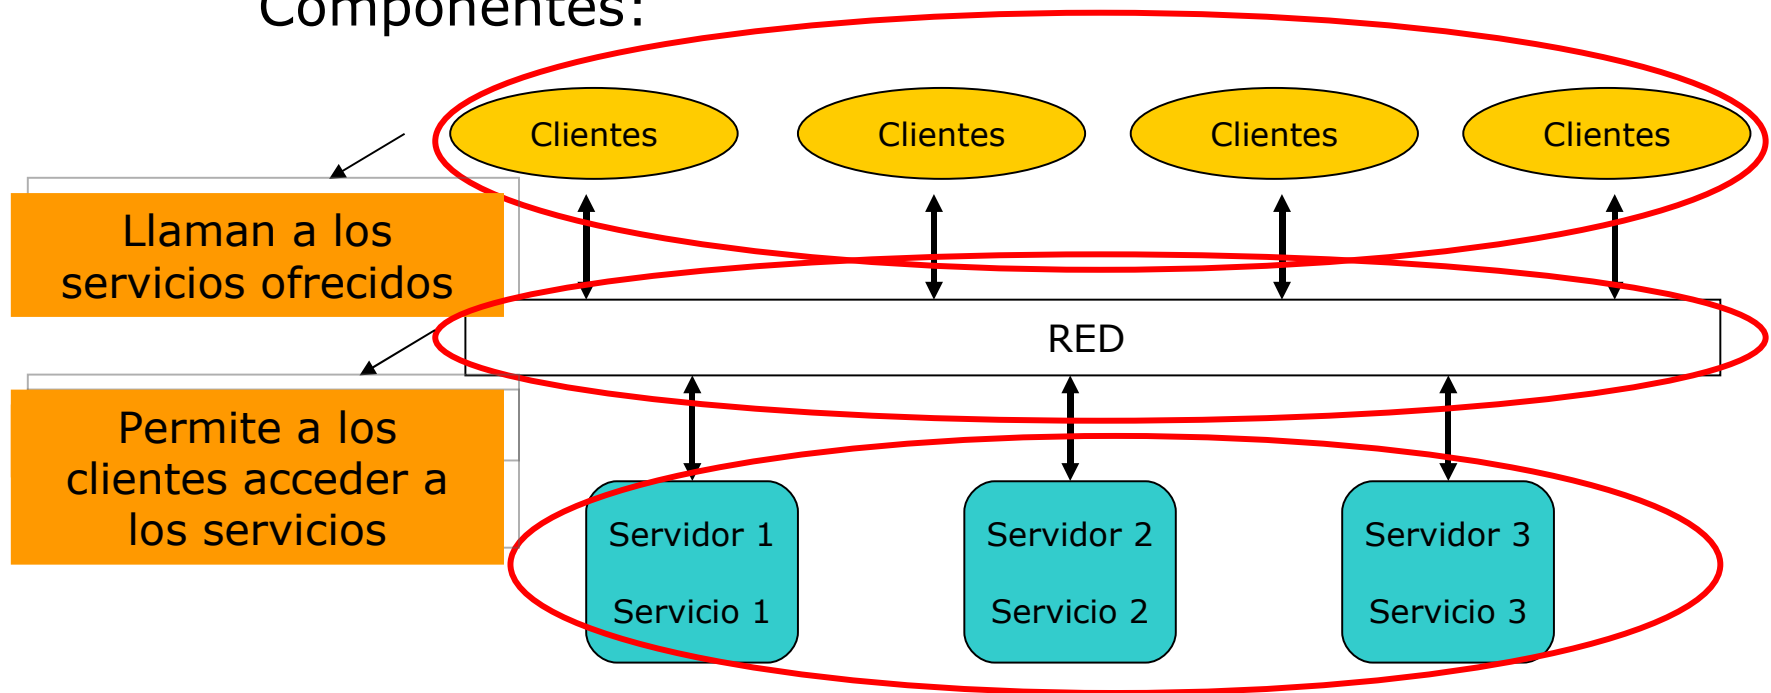 Componentes:
Clientes
Clientes
Clientes
Clientes
Llaman a los
servicios ofrecidos
RED
Permite a los
clientes acceder a
los servicios
Servidor 1
Servicio 1
Servidor 2
Servicio 2
Servidor 3
Servicio 3